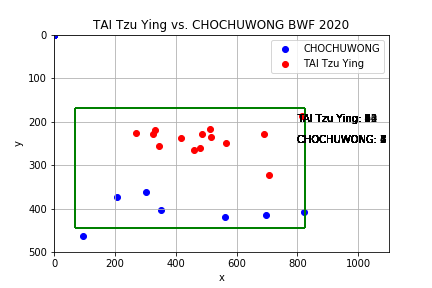 TAI Tzu Ying vs. CHOCHUWONG BWF 2020
CHOCHUWONG
TAI Tzu Ying
TAI Tzu Ying:
CHOCHUWONG:
y
0
100
200
300
400
500
0 200 400 600 800 1000
x